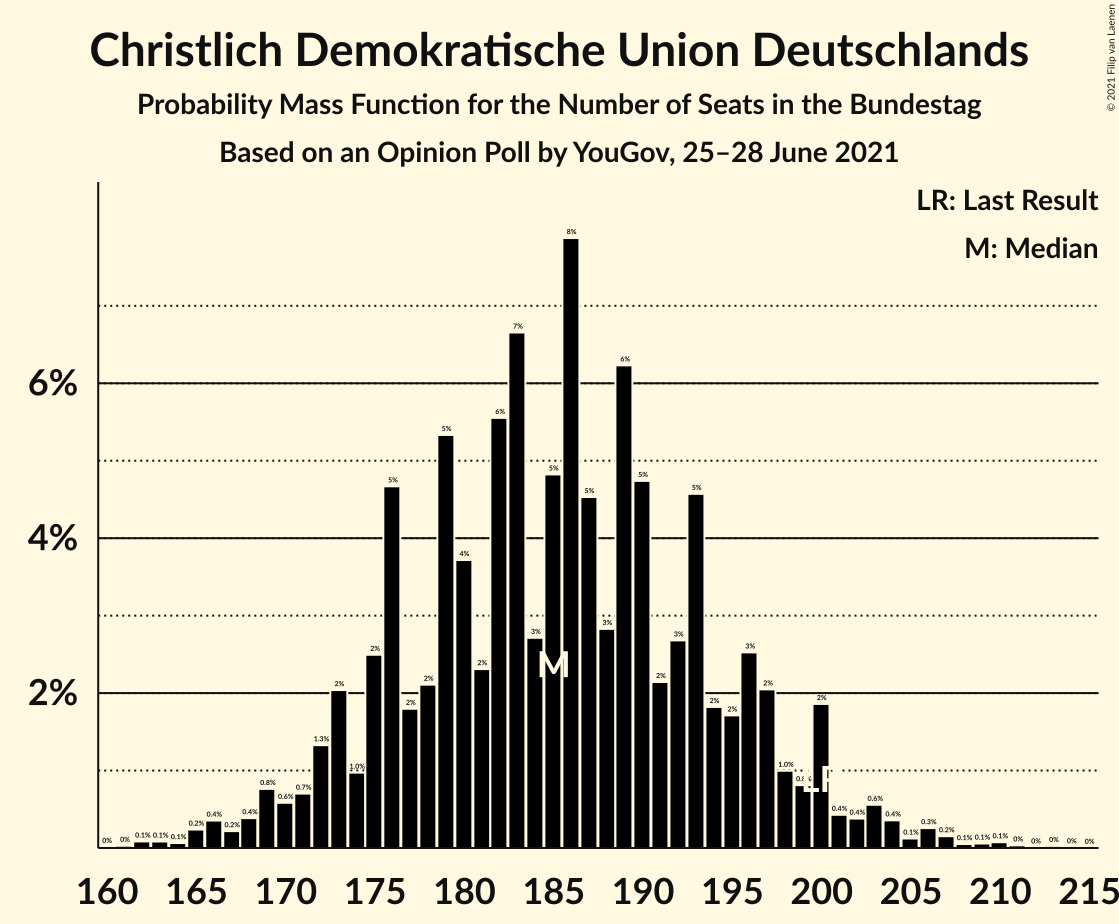 Christlich Demokratische Union Deutschlands
Probability Mass Function for the Number of Seats in the Bundestag
Based on an Opinion Poll by YouGov, 25–28 June 2021
© 2021 Filip van Laenen
LR: Last Result
M: Median
6%
4%
2%
0% 0% 0.1% 0.1% 0.1% 0.2% 0.4% 0.2% 0.4% 0.8% 0.6% 0.7% 1.3% 2% 1.0% 2% 5% 2% 2% 5% 4% 2% 6% 7% 3% 5% 8% 5% 3% 6% 5% 2% 3% 5% 2% 2% 3% 2% 1.0% 2% 0.4% 0.4% 0.6% 0.4% 0.1% 0.3% 0.2% 0.1% 0.1% 0.1% 0% 0% 0% 0% 0%
M
160 165 170 175 180 185 190 195 200 205 210 215